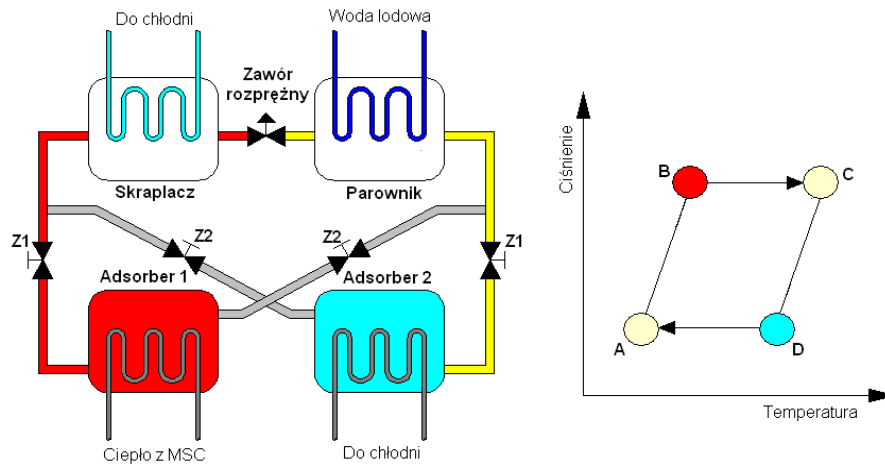 Do chłodni
Woda lodowa
Zawór
rozprężny
Skraplacz
Parownik
Z1
Z2
Z2
Z1
Adsorber 1
Adsorber 2
Ciepło z MSC
Do chłodni
Ciśnienie
B
C
A
D
Temperatura